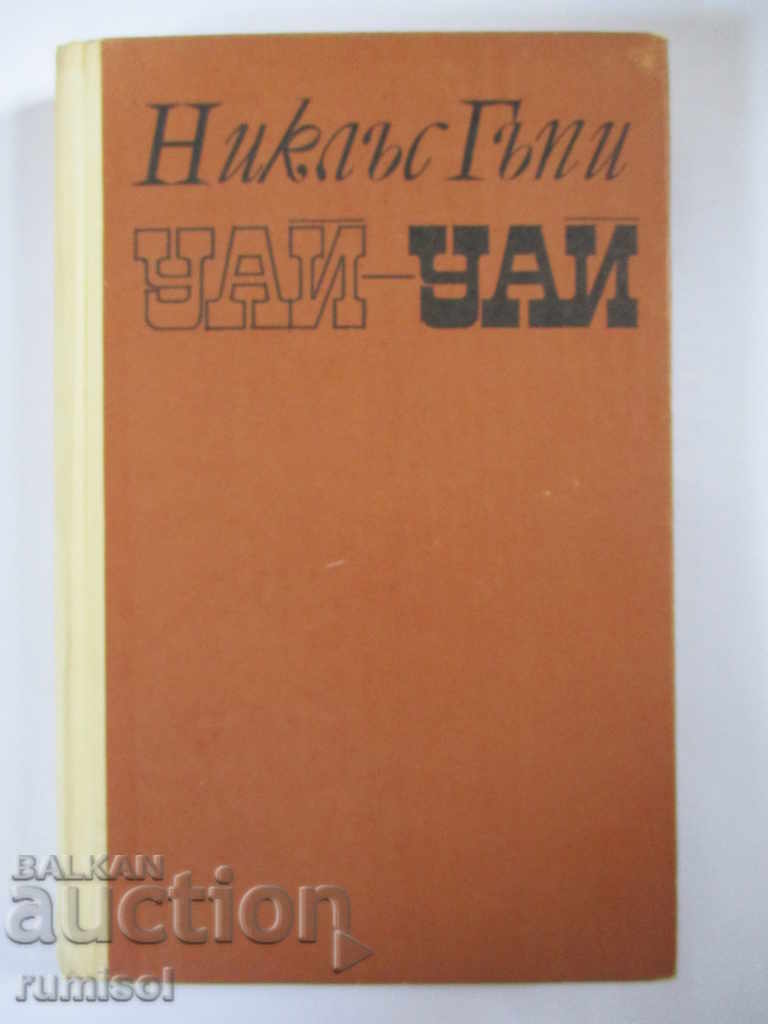 Никлъс Гъпи
УАЙ-УАЙ
BALKAN
auction
rumisol